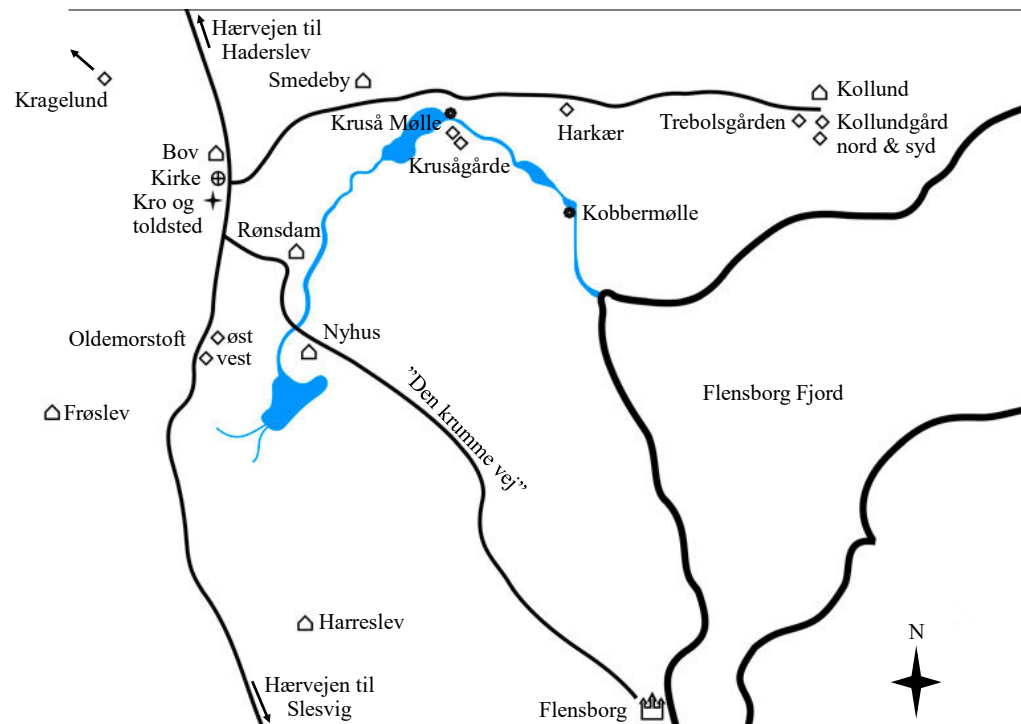 Hærvejen til
Haderslev
Kragelund
Smedeby
Kollund
Kruså Mølle
Harkær
Trebolsgården
Kollundgård
nord & syd
Krusågårde
Bov
Kirke
Kro og
toldsted
Kobbermølle
Rønsdam
Oldemorstoft
øst
vest
Nyhus
Frøslev
Flensborg Fjord
”Den krumme vej”
Harreslev
N
Hærvejen til
Slesvig
Flensborg